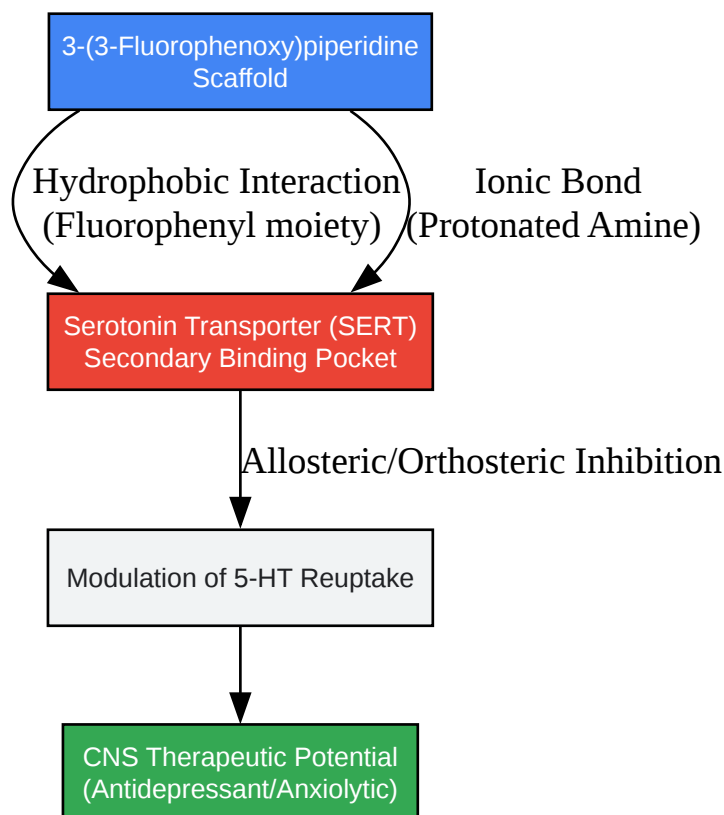 3-(3-Fluorophenoxy)piperidine
Scaffold
Hydrophobic Interaction
(Fluorophenyl moiety)
Ionic Bond
(Protonated Amine)
Serotonin Transporter (SERT)
Secondary Binding Pocket
Allosteric/Orthosteric Inhibition
Modulation of 5-HT Reuptake
CNS Therapeutic Potential
(Antidepressant/Anxiolytic)